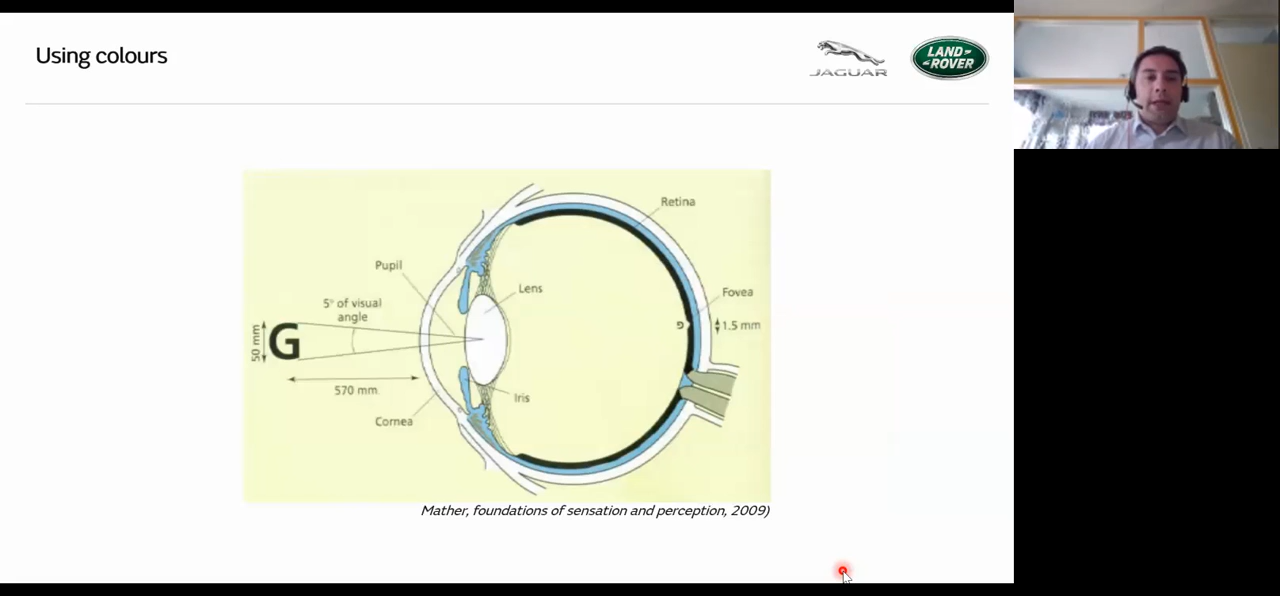 Using colours
JAGUAR
LAND
ROVER
Retina
Pupil
Lens
Fovea
5° of visual
angle
50 mm
G
1.5 mm
570 mm
Iris
Cornea
Mather, foundations of sensation and perception, 2009)